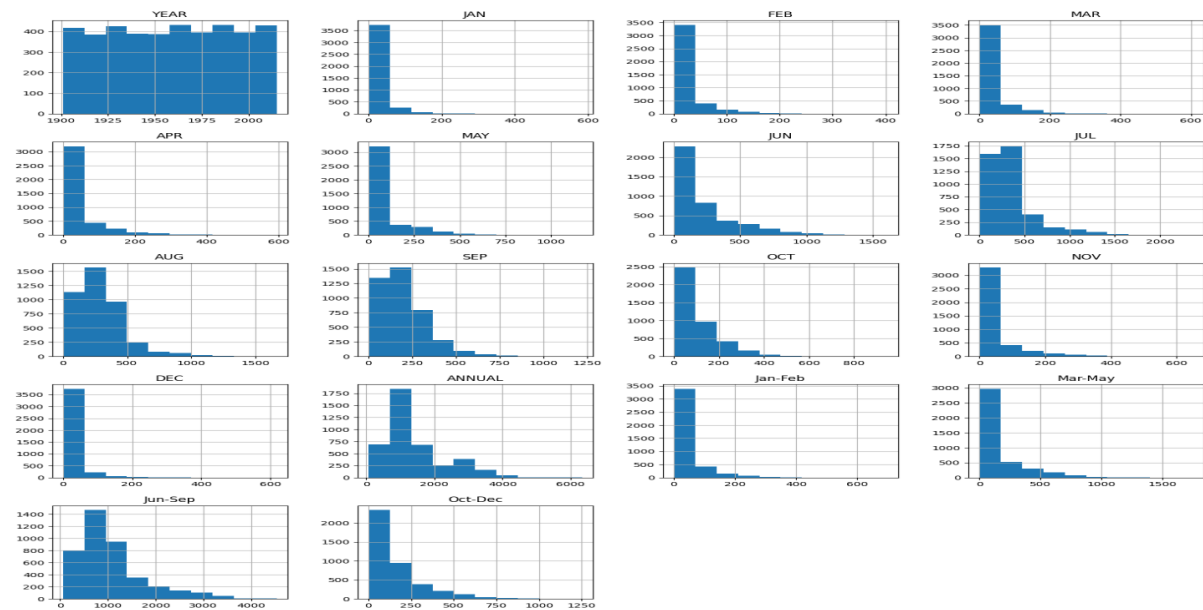 YEAR JAN FEB MAR
400 300 200 100 0
1900 1925 1950 1975 2000
3500 3000 2500 2000 1500 1000 500 0
0 200 400 600
3500 3000 2500 2000 1500 1000 500 0
0 100 200 300 400
3500 3000 2500 2000 1500 1000 500 0
0 200 400 600
APR MAY JUN JUL
3000 2500 2000 1500 1000 500 0
0 200 400 600
3000 2500 2000 1500 1000 500 0
0 250 500 750 1000
2000 1500 1000 500 0
0 500 1000 1500
1750 1500 1250 1000 750 500 250 0
0 500 1000 1500 2000
AUG SEP OCT NOV
1500 1250 1000 750 500 250 0
0 500 1000 1500
1500 1250 1000 750 500 250 0
0 250 500 750 1000 1250
2500 2000 1500 1000 500 0
0 200 400 600 800
3000 2500 2000 1500 1000 500 0
0 200 400 600
DEC ANNUAL Jan-Feb Mar-May
3500 3000 2500 2000 1500 1000 500 0
0 200 400 600
1750 1500 1250 1000 750 500 250 0
0 2000 4000 6000
3500 3000 2500 2000 1500 1000 500 0
0 200 400 600
3000 2500 2000 1500 1000 500 0
0 500 1000 1500
Jun-Sep Oct-Dec
1400 1200 1000 800 600 400 200 0
0 1000 2000 3000 4000
2000 1500 1000 500 0
0 250 500 750 1000 1250